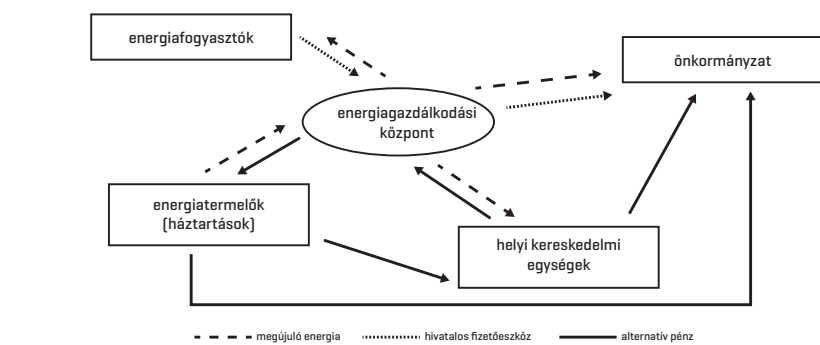 energiafogyasztók
önkormányzat
energiagazdálkodási
központ
energiatermelők
(háztartások)
helyi kereskedelmi
egységek
megújuló energia
hivatalos fizetőeszköz
alternatív pénz